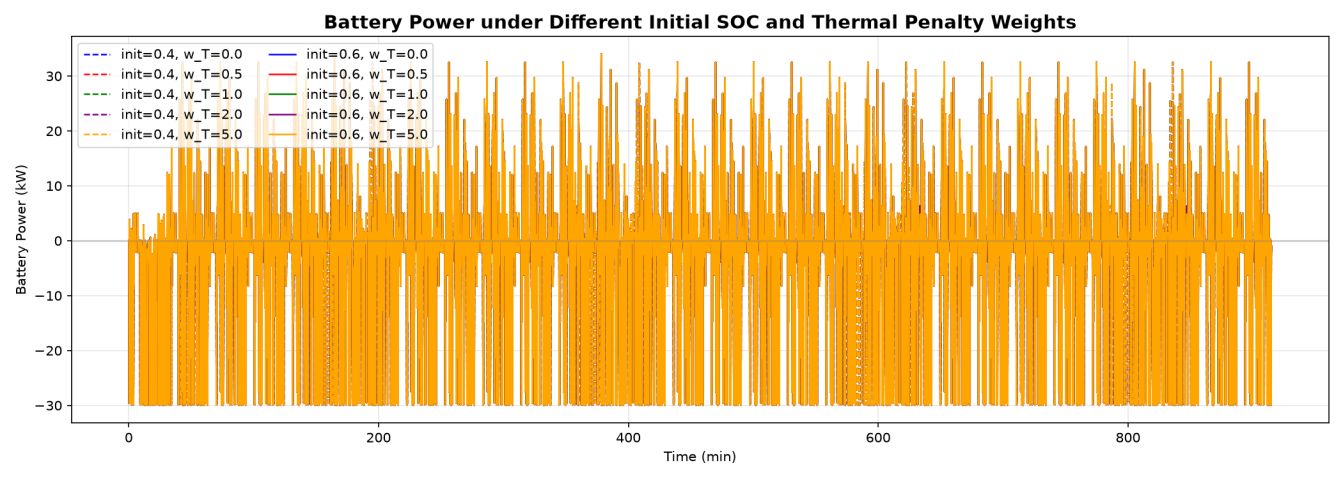 Battery Power under Different Initial SOC and Thermal Penalty Weights
init=0.4, w_T=0.0 init=0.6, w_T=0.0
init=0.4, w_T=0.5 init=0.6, w_T=0.5
init=0.4, w_T=1.0 init=0.6, w_T=1.0
init=0.4, w_T=2.0 init=0.6, w_T=2.0
init=0.4, w_T=5.0 init=0.6, w_T=5.0
Battery Power (kW)
30
20
10
0
−10
−20
−30
0 200 400 600 800
Time (min)